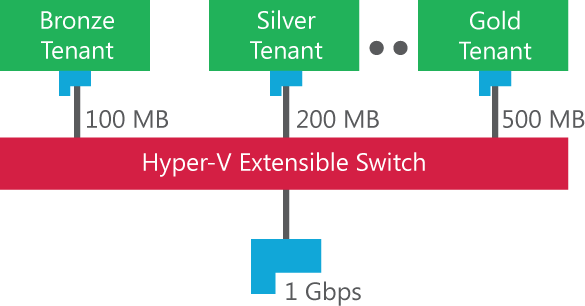 Bronze
Tenant
Silver
Tenant
Gold
Tenant
100 MB
200 MB
500 MB
Hyper-V Extensible Switch
1 Gbps